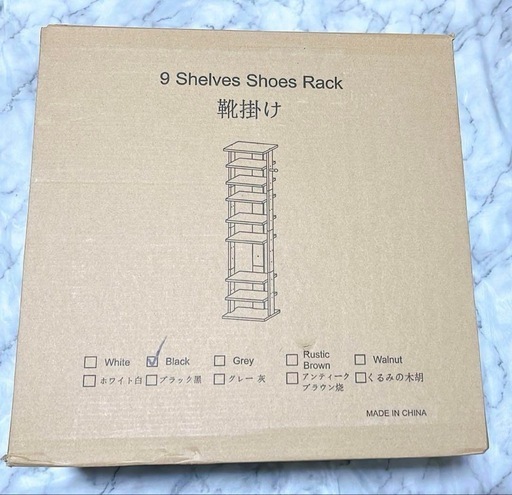 9 Shelves Shoes Rack
靴掛け
☐ White ☑ Black ☐ Grey ☐ Rustic Brown ☐ Walnut
☐ ホワイト白 ☐ ブラック黒 ☐ グレー 灰 ☐ アンティークブラウン焼 ☐ くるみの木胡
MADE IN CHINA